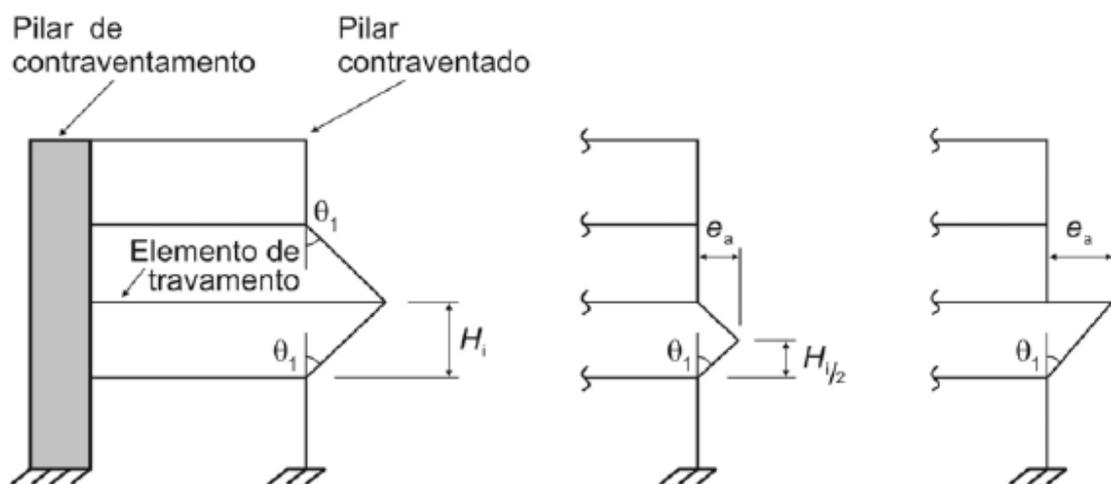 Pilar de
contraventamento
Pilar
contraventado
θ₁
Elemento de
travamento
θ₁
Hᵢ
eₐ
θ₁
Hᵢ/₂
eₐ
θ₁